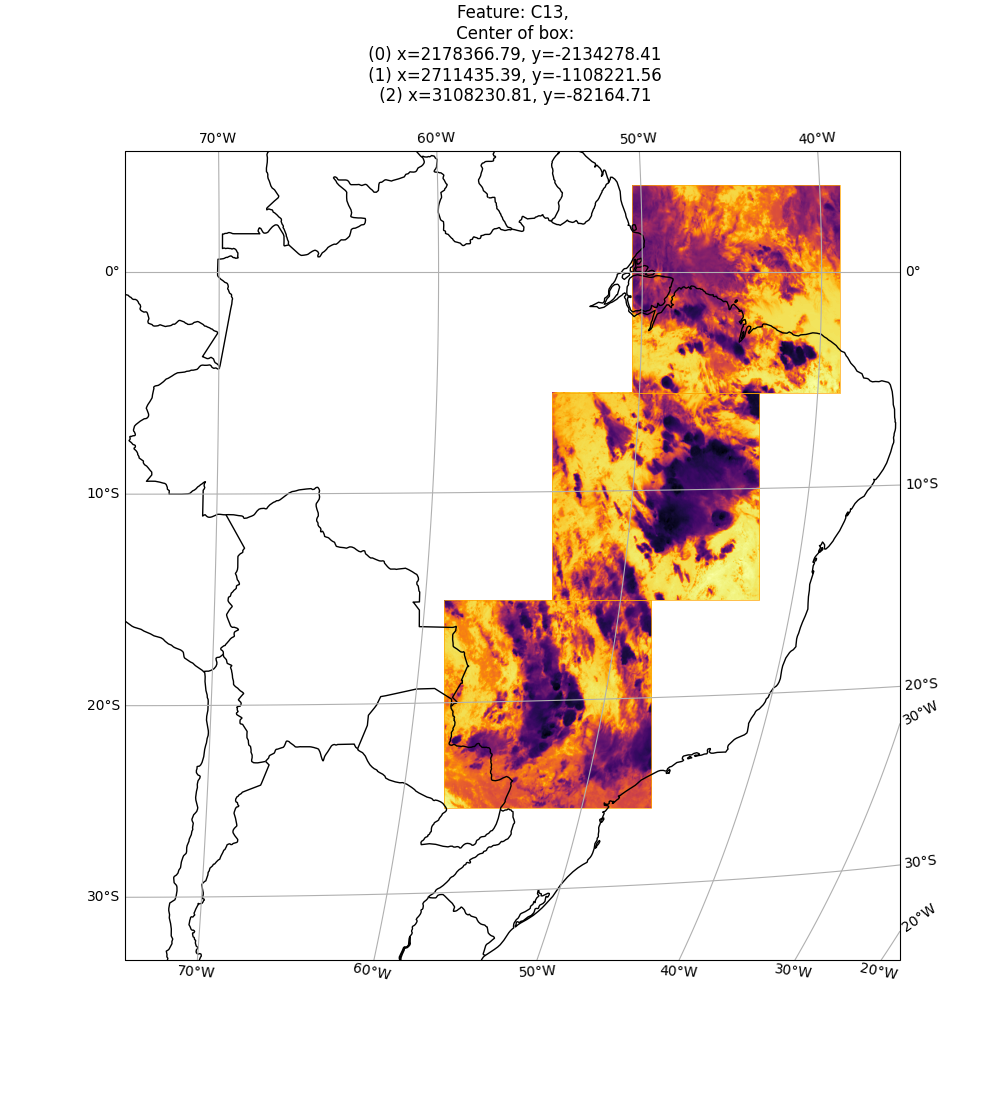 Feature: C13,
Center of box:
(0) x=2178366.79, y=-2134278.41
(1) x=2711435.39, y=-1108221.56
(2) x=3108230.81, y=-82164.71
70°W 60°W 50°W 40°W
0° 0°
10°S 10°S
20°S 20°S
30°W
30°S 30°S
20°W
70°W 60°W 50°W 40°W 30°W 20°W